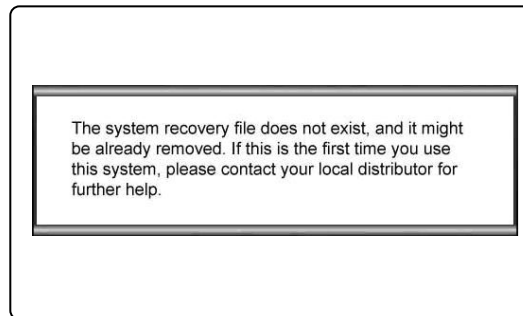 The system recovery file does not exist, and it might
be already removed. If this is the first time you use
this system, please contact your local distributor for
further help.